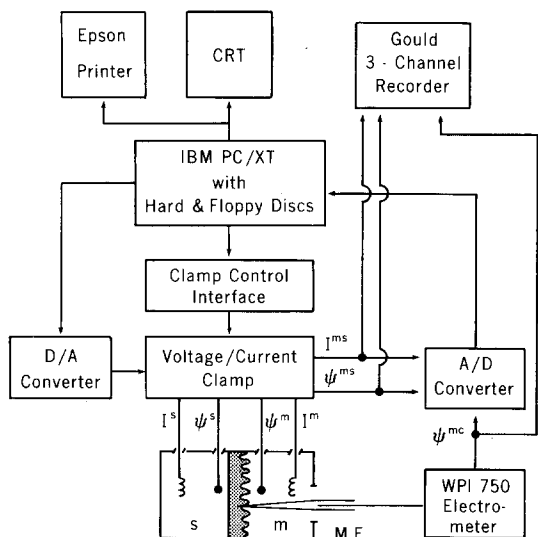 Epson
Printer
CRT
Gould
3 - Channel
Recorder
IBM PC/XT
with
Hard & Floppy Discs
Clamp Control
Interface
D/A
Converter
Voltage/Current
Clamp
I^ms
ψ^ms
A/D
Converter
I^s ψ^s ψ^m I^m
ψ^mc
s m
M.E.
WPI 750
Electro-
meter